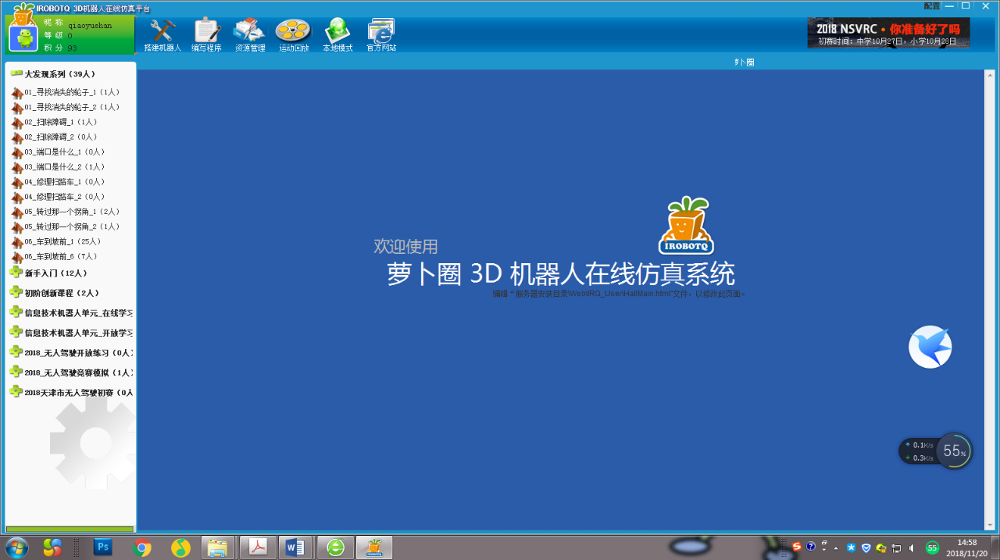 IROBOTQ 3D机器人在线仿真平台
配置
昵 称 qiaoyuehan
等 级 0
积 分 93
搭建机器人 编写程序 资源管理 运动回放 本地模式 官方网站
2018 NSVRC • 你准备好了吗
初赛时间：中学10月27日，小学10月28日
大发现系列（39人）
01_寻找消失的轮子_1（1人）
01_寻找消失的轮子_2（1人）
02_扫除障碍_1（1人）
02_扫除障碍_2（0人）
03_端口是什么_1（0人）
03_端口是什么_2（1人）
04_修理扫路车_1（0人）
04_修理扫路车_2（0人）
05_转过那一个拐角_1（2人）
05_转过那一个拐角_2（1人）
06_车到坡前_1（25人）
06_车到坡前_6（7人）
新手入门（12人）
初阶创新课程（2人）
信息技术机器人单元_在线学习
信息技术机器人单元_开放学习
2018_无人驾驶开放练习（0人）
2018_无人驾驶竞赛模拟（1人）
2018天津市无人驾驶初赛（0人
卜圈
IROBOTQ
欢迎使用
萝卜圈 3D 机器人在线仿真系统
编辑“服务器安装目录\Web\IRQ_User\HallMain.html”文件，以修改此页面。
0.1K/s
0.3K/s
55%
Ps
W
IROBOTQ
S
55
14:58
2018/11/20